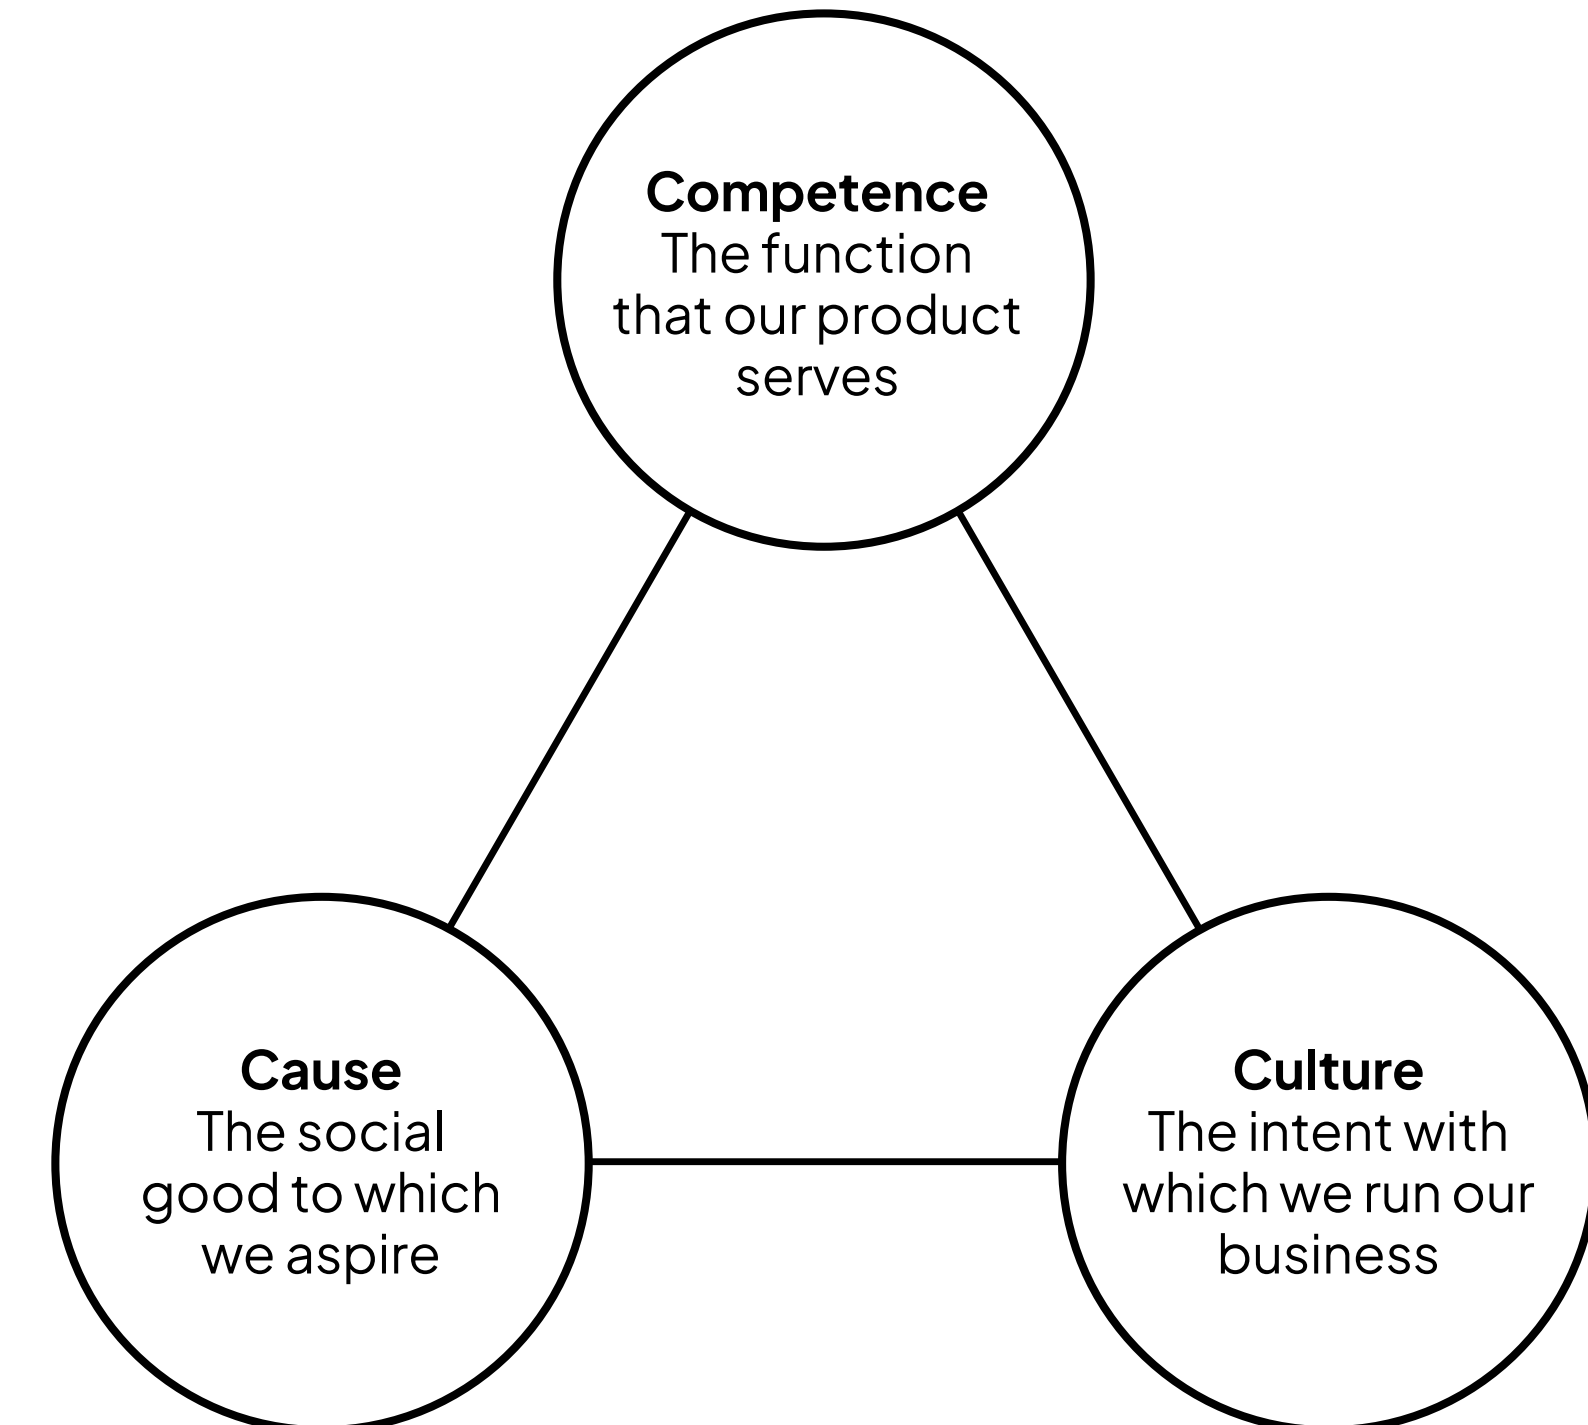 Competence
The function
that our product
serves
Cause
The social
good to which
we aspire
Culture
The intent with
which we run our
business